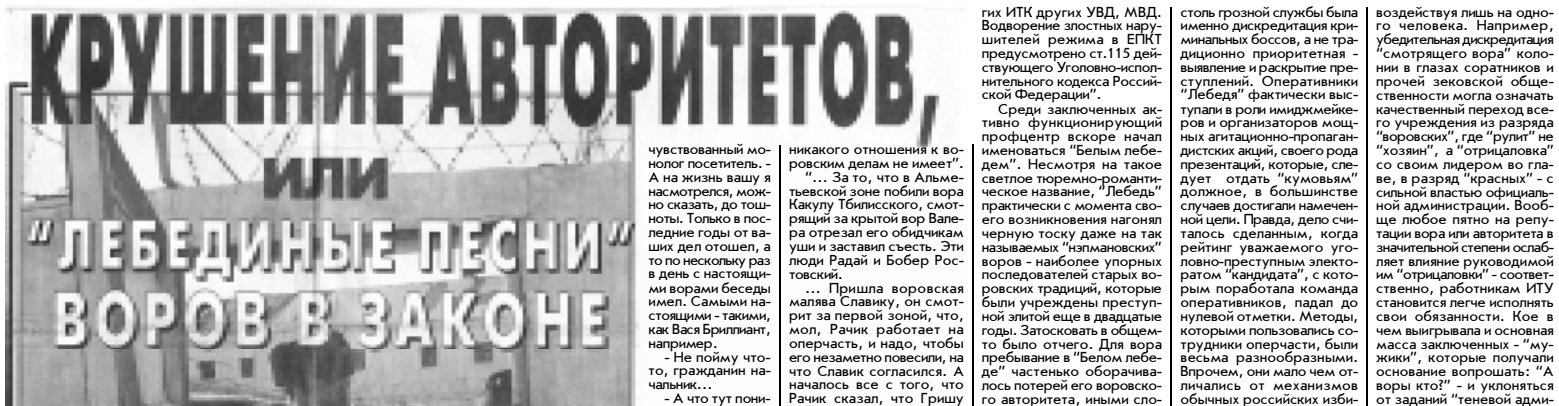 КРУШЕНИЕ АВТОРИТЕТОВ,
ИЛИ
"ЛЕБЕДИНЫЕ ПЕСНИ"
ВОРОВ В ЗАКОНЕ
чувствованный мо-
нолог посетитель. -
А на жизнь вашу я
насмотрелся, мож-
но сказать, до тош-
ноты. Только в пос-
ледние годы от ва-
ших дел отошел, а
то по нескольку раз
в день с настоящи-
ми ворами беседы
имел. Самыми на-
стоящими - такими,
как Вася Бриллиант,
например.
- Не пойму что-
то, гражданин на-
чальник...
- А что тут пони-
никакого отношения к во-
ровским делам не имеет".
"... За то, что в Альме-
тьевской зоне побили вора
Какулу Тбилисского, смот-
рящий за крытой вор Вале-
ра отрезал его обидчикам
уши и заставил съесть. Эти
люди Радай и Бобер Рос-
товский.
... Пришла воровская
малява Славику, он смот-
рит за первой зоной, что,
мол, Рачик работает на
оперчасть, и надо, чтобы
его незаметно повесили, на
что Славик согласился. А
началось все с того, что
Рачик сказал, что Гришу
гих ИТК других УВД, МВД.
Водворение злостных нару-
шителей режима в ЕПКТ
предусмотрено ст.115 дей-
ствующего Уголовно-испол-
нительного кодекса Россий-
ской Федерации".
Среди заключенных ак-
тивно функционирующий
профцентр вскоре начал
именоваться "Белым лебе-
дем". Несмотря на такое
светлое тюремно-романти-
ческое название, "Лебедь"
практически с момента сво-
его возникновения нагонял
черную тоску даже на так
называемых "нэпмановских"
воров - наиболее упорных
последователей старых во-
ровских традиций, которые
были учреждены преступ-
ной элитой еще в двадцатые
годы. Затосковать в общем-
то было отчего. Для вора
пребывание в "Белом лебе-
де" частенько оборачива-
лось потерей его воровско-
го авторитета, иными сло-
столь грозной службы была
именно дискредитация кри-
минальных боссов, а не тра-
диционно приоритетная -
выявление и раскрытие пре-
ступлений. Оперативники
"Лебедя" фактически выс-
тупали в роли имиджмейке-
ров и организаторов мощ-
ных агитационно-пропаган-
дистских акций, своего рода
презентаций, которые, сле-
дует отдать "кумовьям"
должное, в большинстве
случаев достигали намечен-
ной цели. Правда, дело счи-
талось сделанным, когда
рейтинг уважаемого уго-
ловно-преступным электо-
ратом "кандидата", с кото-
рым поработала команда
оперативников, падал до
нулевой отметки. Методы,
которыми пользовались со-
трудники оперчасти, были
весьма разнообразными.
Впрочем, они мало чем от-
личались от механизмов
обычных российских изби-
воздействуя лишь на одно-
го человека. Например,
убедительная дискредитация
"смотрящего вора" коло-
нии в глазах соратников и
прочей зековской обще-
ственности могла означать
качественный переход все-
го учреждения из разряда
"воровских", где "рулит" не
"хозяин", а "отрицаловка"
со своим лидером во гла-
ве, в разряд "красных" - с
сильной властью официаль-
ной администрации. Вооб-
ще любое пятно на репу-
тации вора или авторитета в
значительной степени ослаб-
ляет влияние руководимой
им "отрицаловки" - соответ-
ственно, работникам ИТУ
становится легче исполнять
свои обязанности. Кое в
чем выигрывала и основная
масса заключенных - "му-
жики", которые получали
основание вопрошать: "А
воры кто?" - и уклоняться
от заданий "теневой адми-